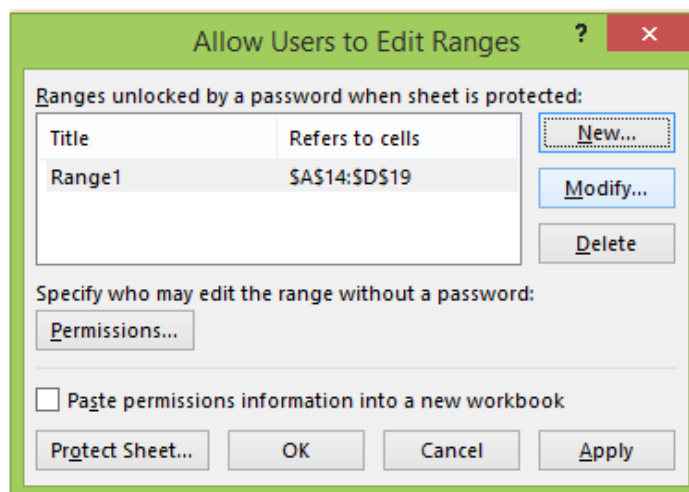 Allow Users to Edit Ranges ? ×
Ranges unlocked by a password when sheet is protected:
Title Refers to cells New...
Range1 $A$14:$D$19 Modify...
Delete
Specify who may edit the range without a password:
Permissions...
Paste permissions information into a new workbook
Protect Sheet... OK Cancel Apply